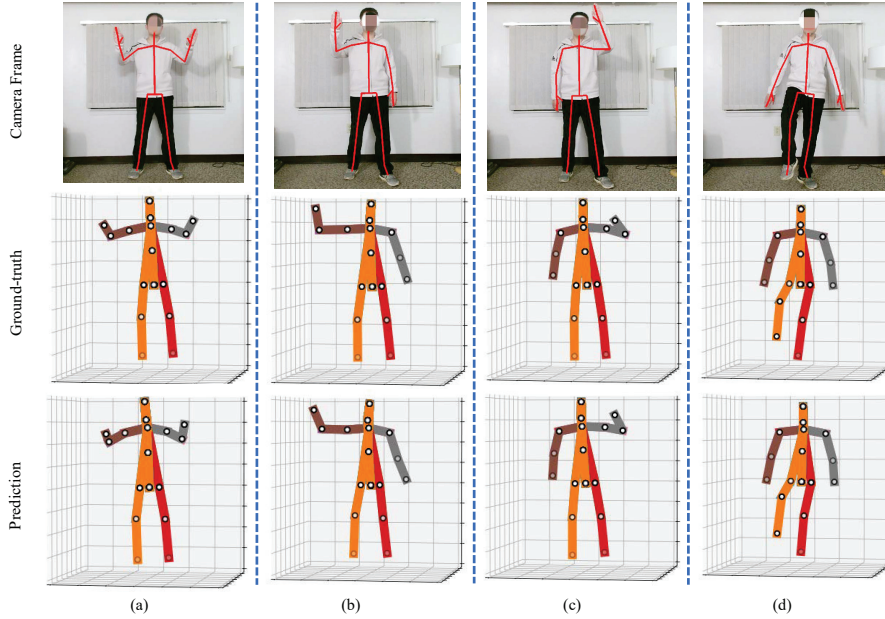 Camera Frame
Ground-truth
Prediction
(a)
(b)
(c)
(d)